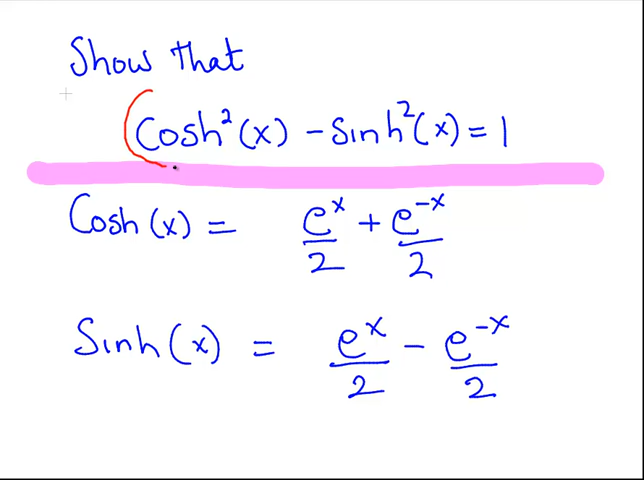 Show that
Cosh²(x) - Sinh²(x) = 1
Cosh(x) = e^x/2 + e^-x/2
Sinh(x) = e^x/2 - e^-x/2